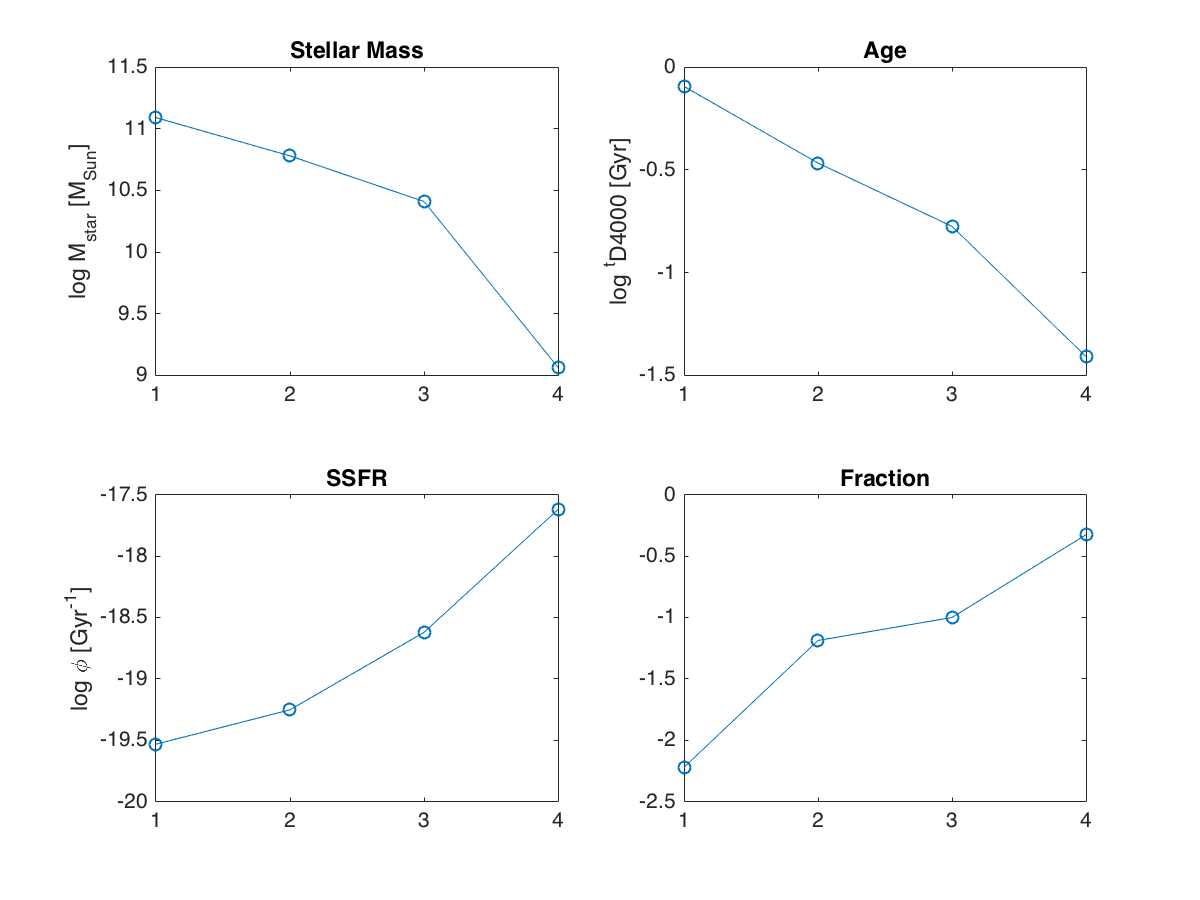 Stellar Mass
log M_star [M_Sun]
11.5
11
10.5
10
9.5
9
1 2 3 4
Age
log ^tD4000 [Gyr]
0
-0.5
-1
-1.5
1 2 3 4
SSFR
log ϕ [Gyr^-1]
-17.5
-18
-18.5
-19
-19.5
-20
1 2 3 4
Fraction
0
-0.5
-1
-1.5
-2
-2.5
1 2 3 4